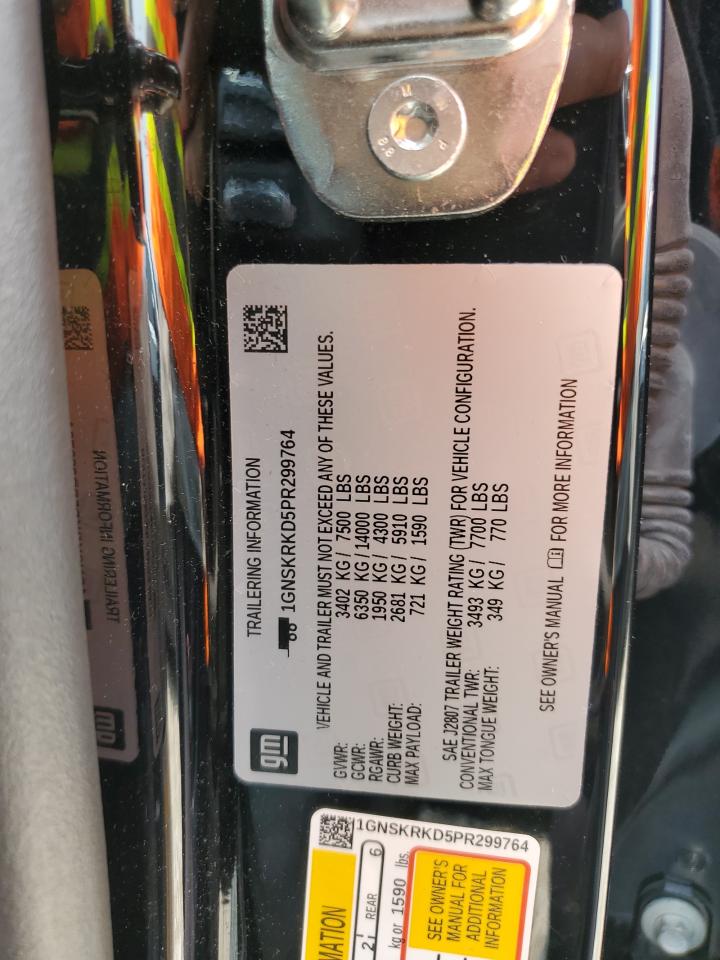 TRAILERING INFORMATION
1GNSKRKD5PR299764
gm
VEHICLE AND TRAILER MUST NOT EXCEED ANY OF THESE VALUES.
GVWR: 3402 KG / 7500 LBS
GCWR: 6350 KG / 14000 LBS
RGAWR: 1950 KG / 4300 LBS
CURB WEIGHT: 2681 KG / 5910 LBS
MAX PAYLOAD: 721 KG / 1590 LBS
SAE J2807 TRAILER WEIGHT RATING (TWR) FOR VEHICLE CONFIGURATION.
CONVENTIONAL TWR: 3493 KG / 7700 LBS
MAX TONGUE WEIGHT: 349 KG / 770 LBS
SEE OWNER'S MANUAL FOR MORE INFORMATION
1GNSKRKD5PR299764
REAR 6
kg or 1590 lbs.
SEE OWNER'S
MANUAL FOR
ADDITIONAL
INFORMATION
M
P
8.8